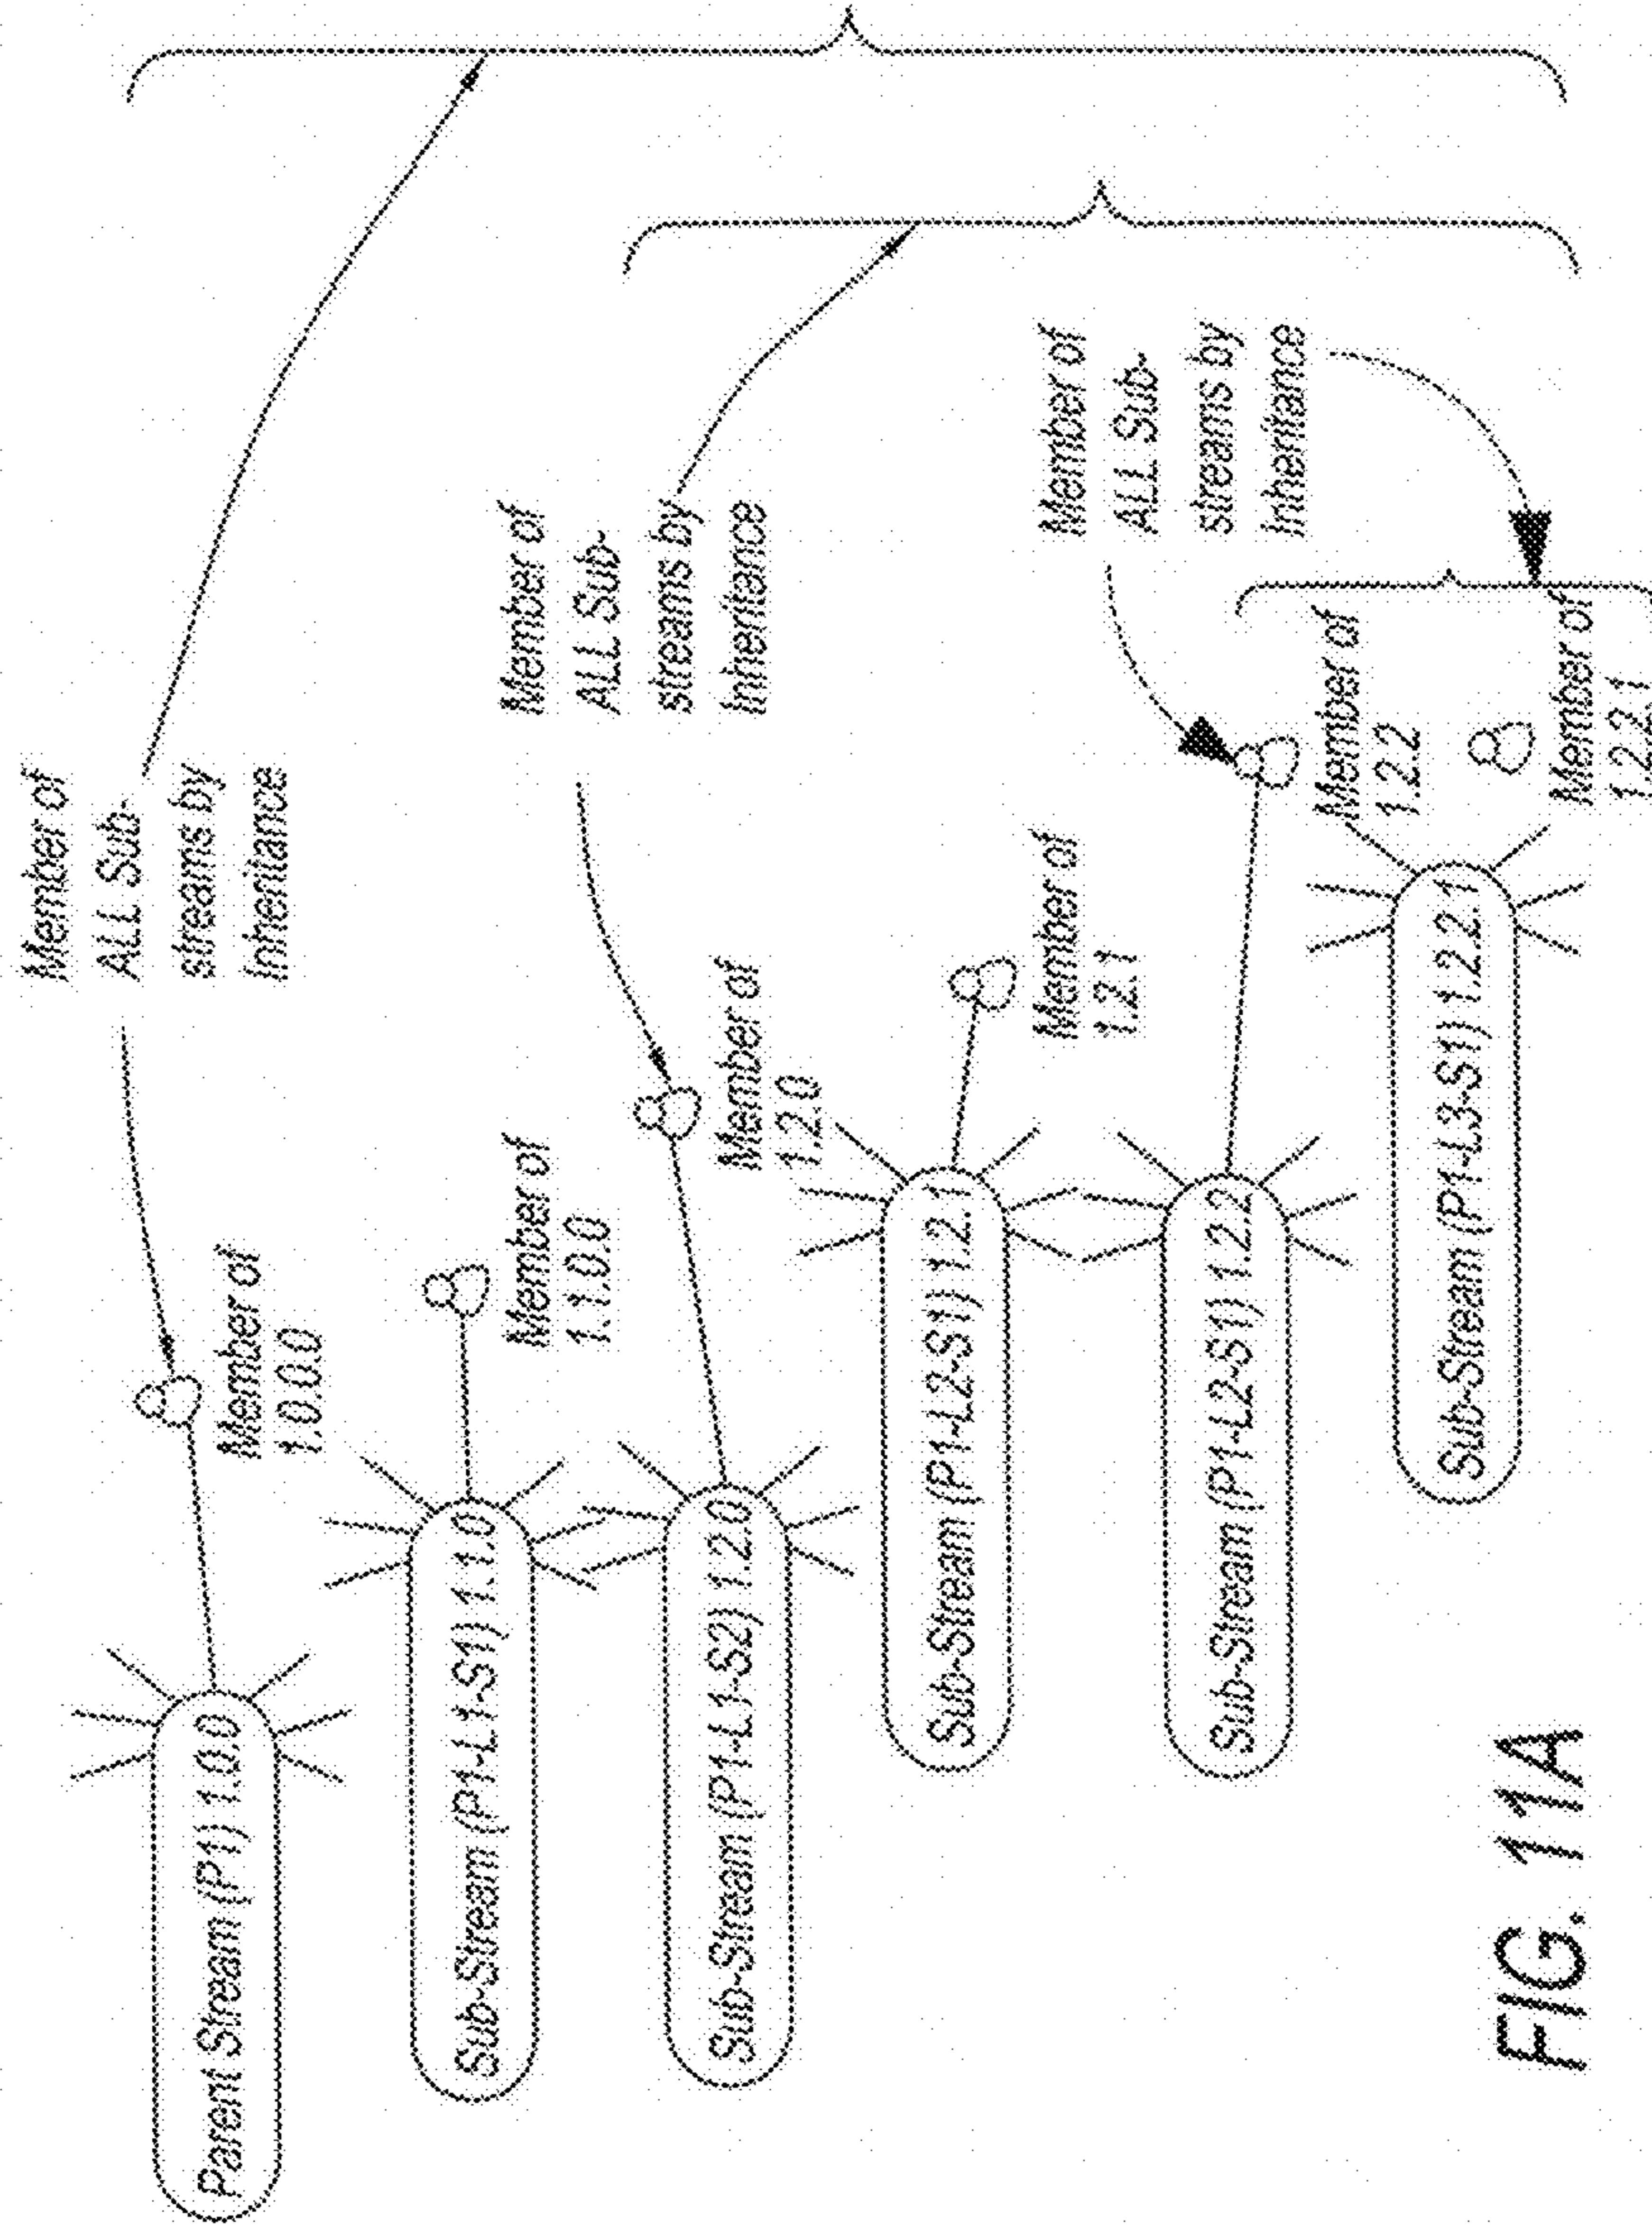 Member of
ALL Sub-
streams by
Inheritance
Parent Stream (P1) 1.0.0
Member of
1.0.0.0
Sub-Stream (P1-L1-S1) 1.1.0
Member of
1.1.0.0
Member of
ALL Sub-
streams by
Inheritance
Sub-Stream (P1-L1-S2) 1.2.0
Member of
1.2.0
Sub-Stream (P1-L2-S1) 1.2.1
Member of
1.2.1
Member of
ALL Sub-
streams by
Inheritance
Sub-Stream (P1-L2-S1) 1.2.2
Member of
1.2.2
Sub-Stream (P1-L3-S1) 1.2.2.1
Member of
1.2.2.1
FIG. 11A